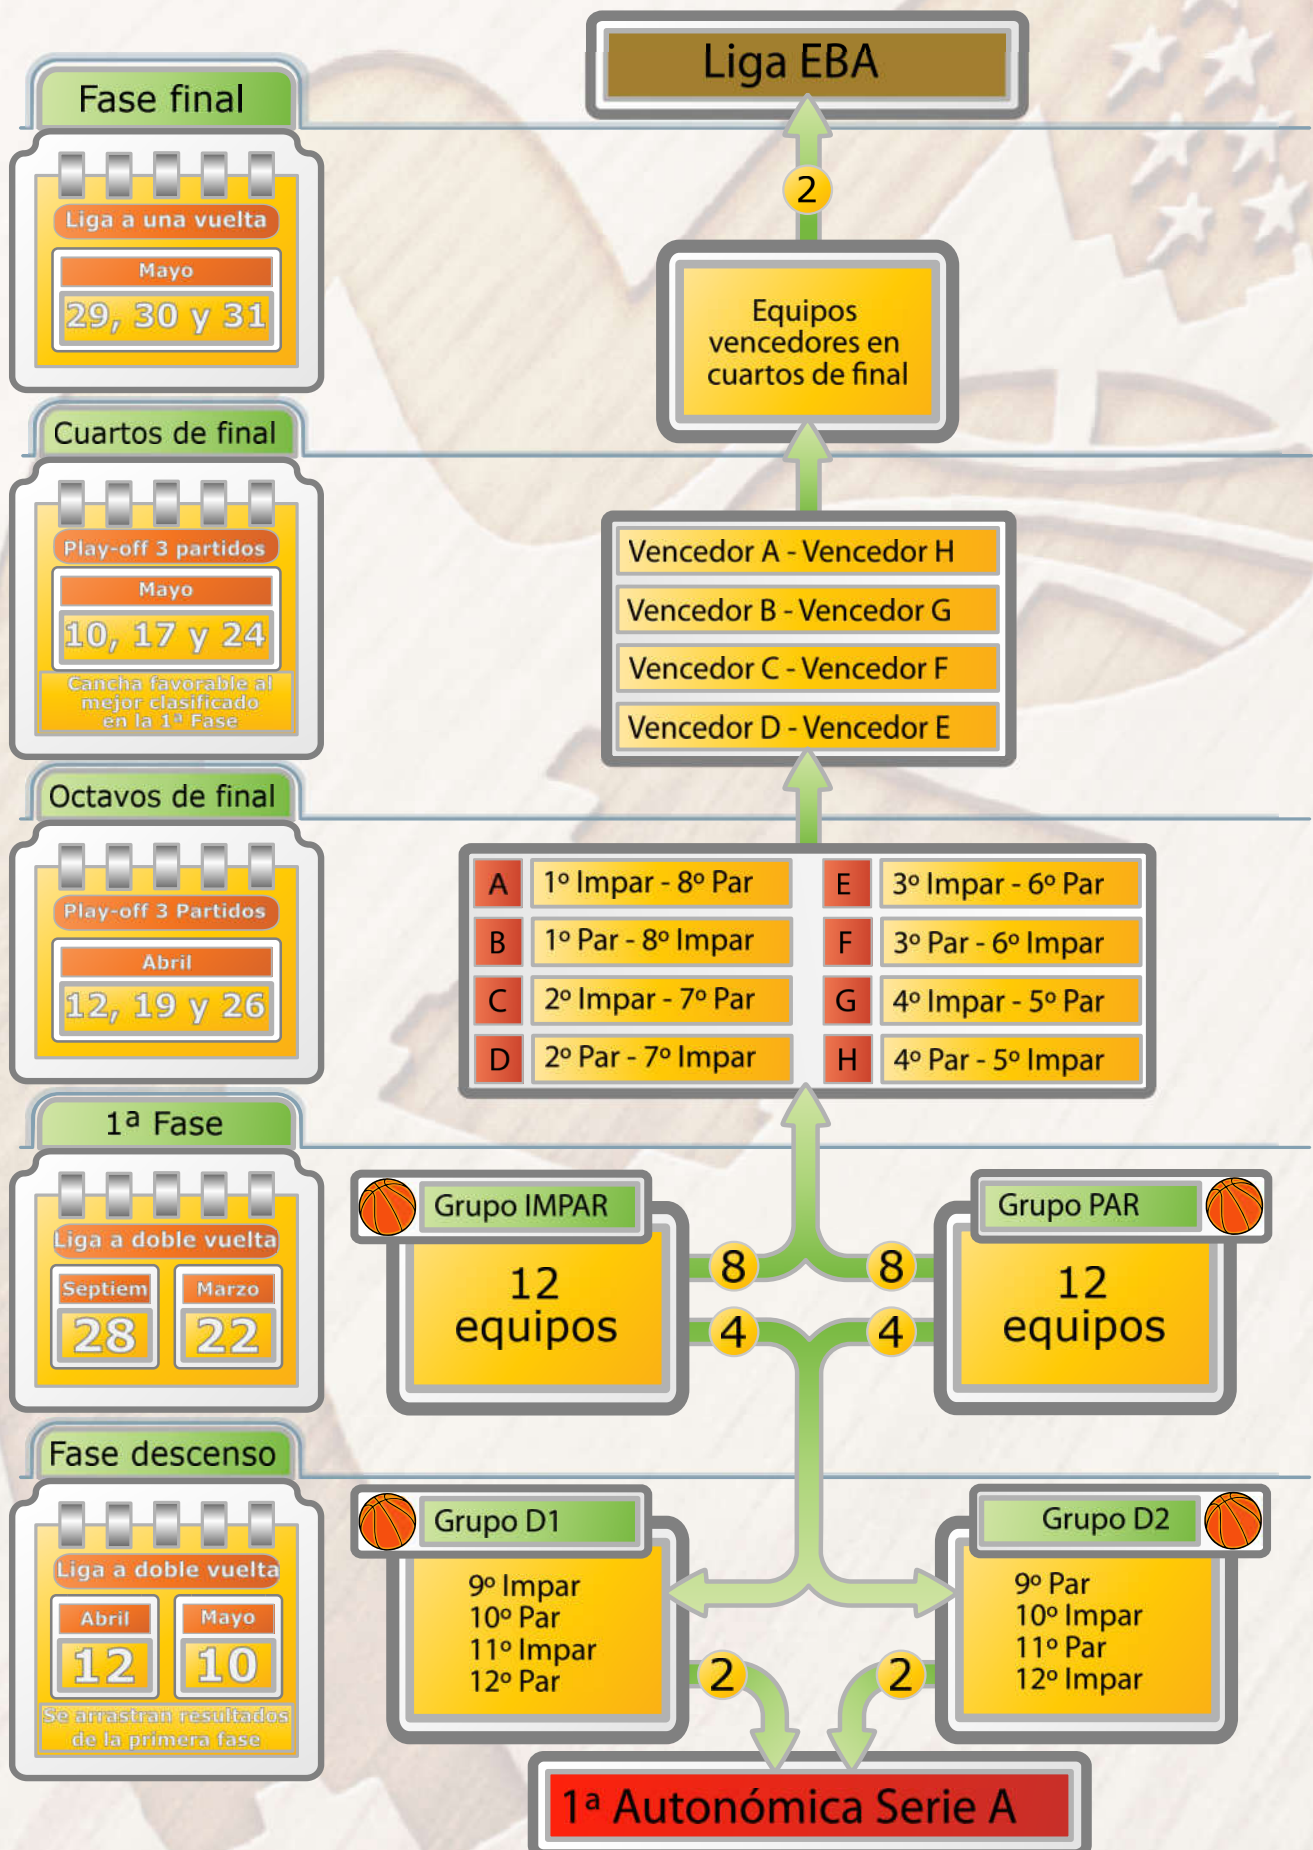 Liga EBA
Fase final
Liga a una vuelta
Mayo
29, 30 y 31
2
Equipos
vencedores en
cuartos de final
Cuartos de final
Play-off 3 partidos
Mayo
10, 17 y 24
Cancha favorable al
mejor clasificado
en la 1ª Fase
Vencedor A - Vencedor H
Vencedor B - Vencedor G
Vencedor C - Vencedor F
Vencedor D - Vencedor E
Octavos de final
Play-off 3 Partidos
Abril
12, 19 y 26
A 1º Impar - 8º Par
B 1º Par - 8º Impar
C 2º Impar - 7º Par
D 2º Par - 7º Impar
E 3º Impar - 6º Par
F 3º Par - 6º Impar
G 4º Impar - 5º Par
H 4º Par - 5º Impar
1ª Fase
Liga a doble vuelta
Septiem Marzo
28 22
Grupo IMPAR
12
equipos
8 8
4 4
Grupo PAR
12
equipos
Fase descenso
Liga a doble vuelta
Abril Mayo
12 10
Se arrastran resultados
de la primera fase
Grupo D1
9º Impar
10º Par
11º Impar
12º Par
2 2
Grupo D2
9º Par
10º Impar
11º Par
12º Impar
1ª Autonómica Serie A